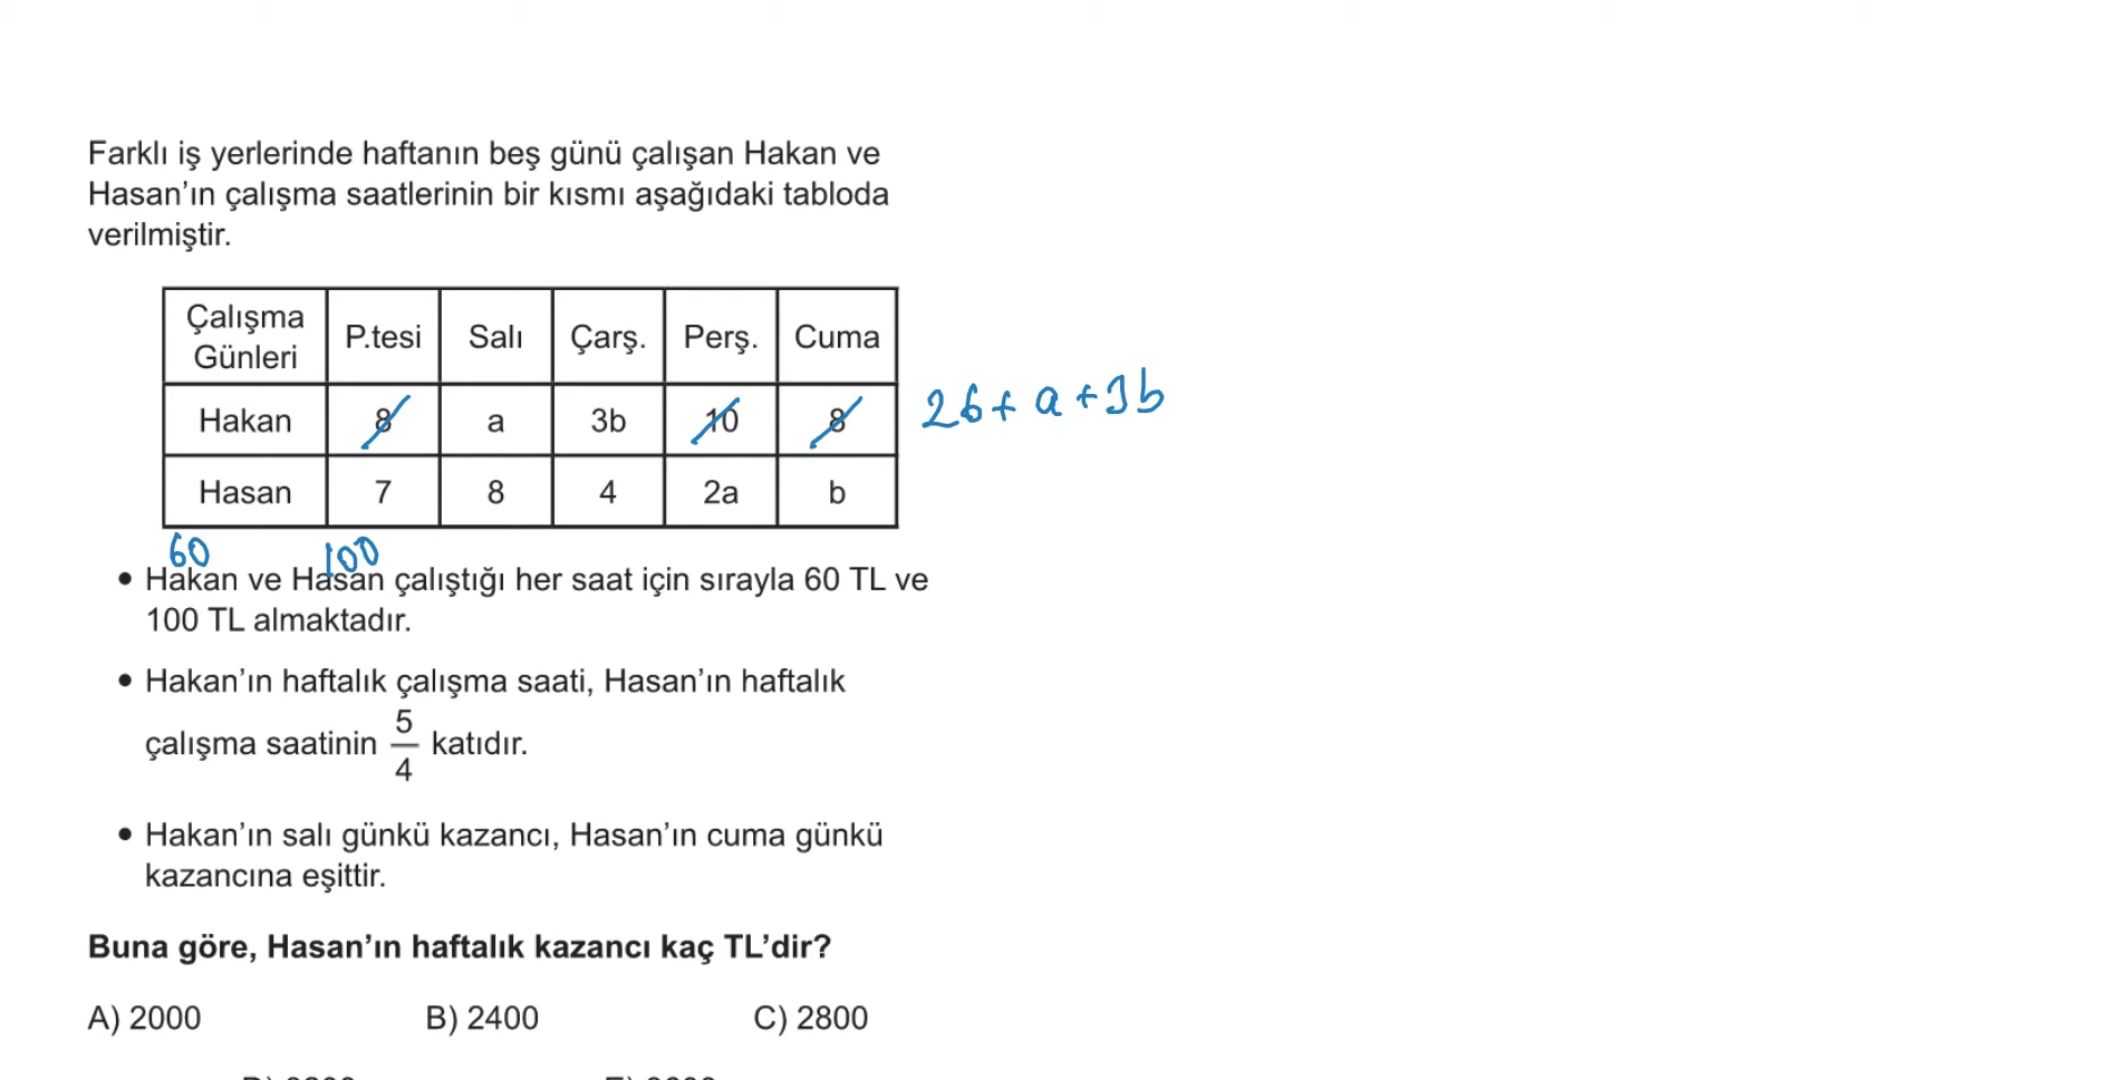 Farklı iş yerlerinde haftanın beş günü çalışan Hakan ve
Hasan'ın çalışma saatlerinin bir kısmı aşağıdaki tabloda
verilmiştir.
Çalışma Günleri P.tesi Salı Çarş. Perş. Cuma
Hakan 8 a 3b 10 8 26 + a + 3b
Hasan 7 8 4 2a b
60 100
• Hakan ve Hasan çalıştığı her saat için sırayla 60 TL ve
100 TL almaktadır.
• Hakan'ın haftalık çalışma saati, Hasan'ın haftalık
çalışma saatinin 5/4 katıdır.
• Hakan'ın salı günkü kazancı, Hasan'ın cuma günkü
kazancına eşittir.
Buna göre, Hasan'ın haftalık kazancı kaç TL'dir?
A) 2000 B) 2400 C) 2800